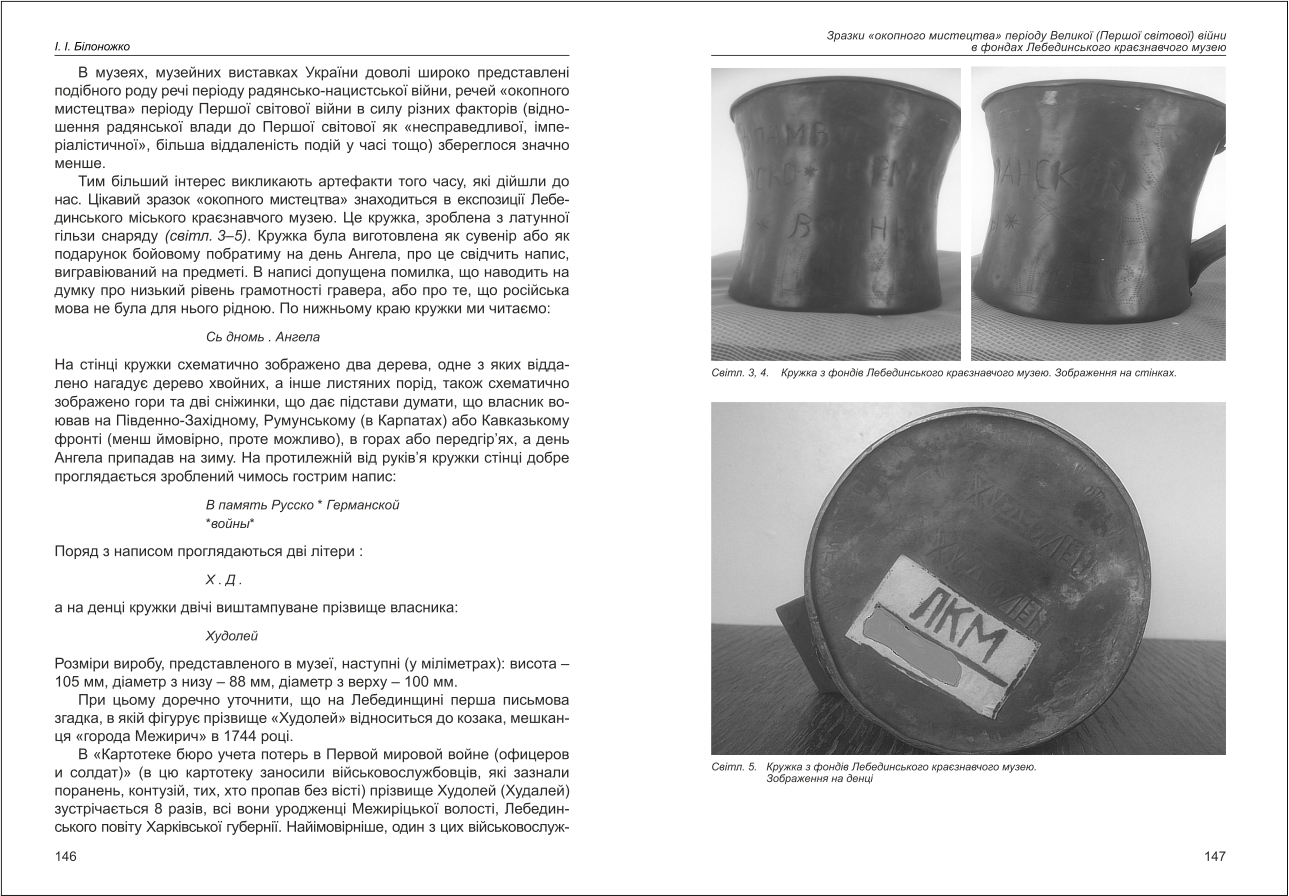 І. І. Білоножко
В музеях, музейних виставках України доволі широко представлені
подібного роду речі періоду радянсько-нацистської війни, речей «окопного
мистецтва» періоду Першої світової війни в силу різних факторів (відно-
шення радянської влади до Першої світової як «несправедливої, імпе-
ріалістичної», більша віддаленість подій у часі тощо) збереглося значно
менше.
Тим більший інтерес викликають артефакти того часу, які дійшли до
нас. Цікавий зразок «окопного мистецтва» знаходиться в експозиції Лебе-
динського міського краєзнавчого музею. Це кружка, зроблена з латунної
гільзи снаряду (світл. 3–5). Кружка була виготовлена як сувенір або як
подарунок бойовому побратиму на день Ангела, про це свідчить напис,
вигравіюваний на предметі. В написі допущена помилка, що наводить на
думку про низький рівень грамотності гравера, або про те, що російська
мова не була для нього рідною. По нижньому краю кружки ми читаємо:
Сь дномь . Ангела
На стінці кружки схематично зображено два дерева, одне з яких відда-
лено нагадує дерево хвойних, а інше листяних порід, також схематично
зображено гори та дві сніжинки, що дає підстави думати, що власник во-
ював на Південно-Західному, Румунському (в Карпатах) або Кавказькому
фронті (менш ймовірно, проте можливо), в горах або передгір’ях, а день
Ангела припадав на зиму. На протилежній від руків’я кружки стінці добре
проглядається зроблений чимось гострим напис:
В память Русско * Германской
*войны*
Поряд з написом проглядаються дві літери :
Х . Д .
а на денці кружки двічі виштампуване прізвище власника:
Худолей
Розміри виробу, представленого в музеї, наступні (у міліметрах): висота –
105 мм, діаметр з низу – 88 мм, діаметр з верху – 100 мм.
При цьому доречно уточнити, що на Лебединщині перша письмова
згадка, в якій фігурує прізвище «Худолей» відноситься до козака, мешкан-
ця «города Межирич» в 1744 році.
В «Картотеке бюро учета потерь в Первой мировой войне (офицеров
и солдат)» (в цю картотеку заносили військовослужбовців, які зазнали
поранень, контузій, тих, хто пропав без вісті) прізвище Худолей (Худалей)
зустрічається 8 разів, всі вони уродженці Межиріцької волості, Лебедин-
ського повіту Харківської губернії. Найімовірніше, один з цих військовослуж-
146
Зразки «окопного мистецтва» періоду Великої (Першої світової) війни
в фондах Лебединського краєзнавчого музею
Світл. 3, 4. Кружка з фондів Лебединського краєзнавчого музею. Зображення на стінках.
ЛКМ
Світл. 5. Кружка з фондів Лебединського краєзнавчого музею.
Зображення на денці
147